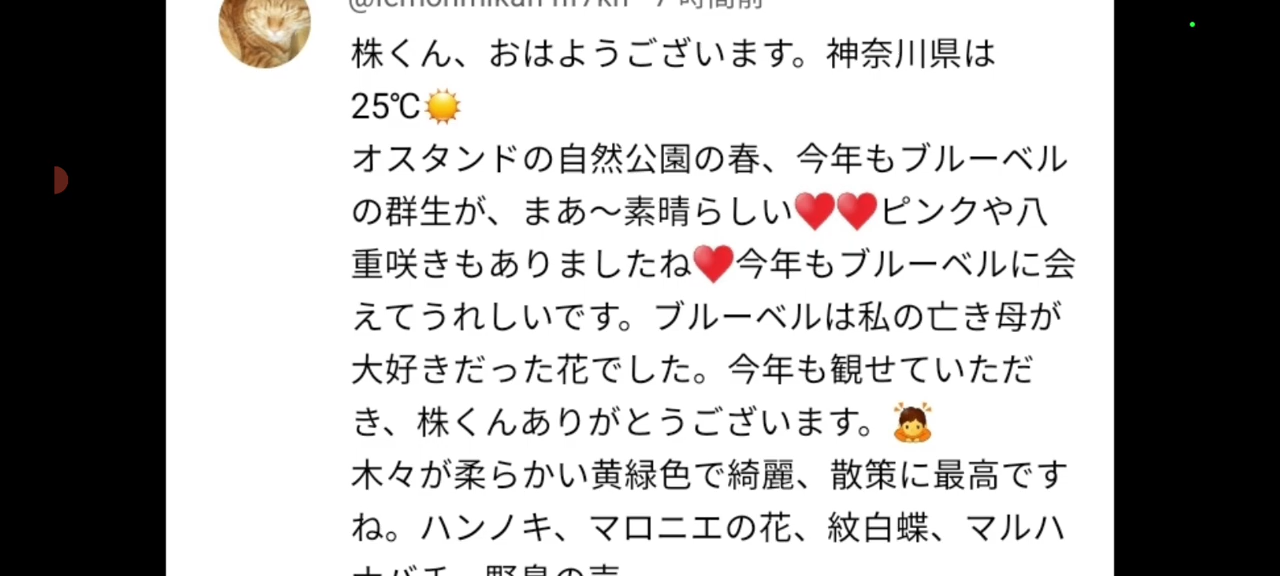 株くん、おはようございます。神奈川県は
25℃☀️
オスタンドの自然公園の春、今年もブルーベル
の群生が、まあ〜素晴らしい♥️♥️ピンクや八
重咲きもありましたね♥️今年もブルーベルに会
えてうれしいです。ブルーベルは私の亡き母が
大好きだった花でした。今年も観せていただ
き、株くんありがとうございます。🙇
木々が柔らかい黄緑色で綺麗、散策に最高です
ね。ハンノキ、マロニエの花、紋白蝶、マルハ